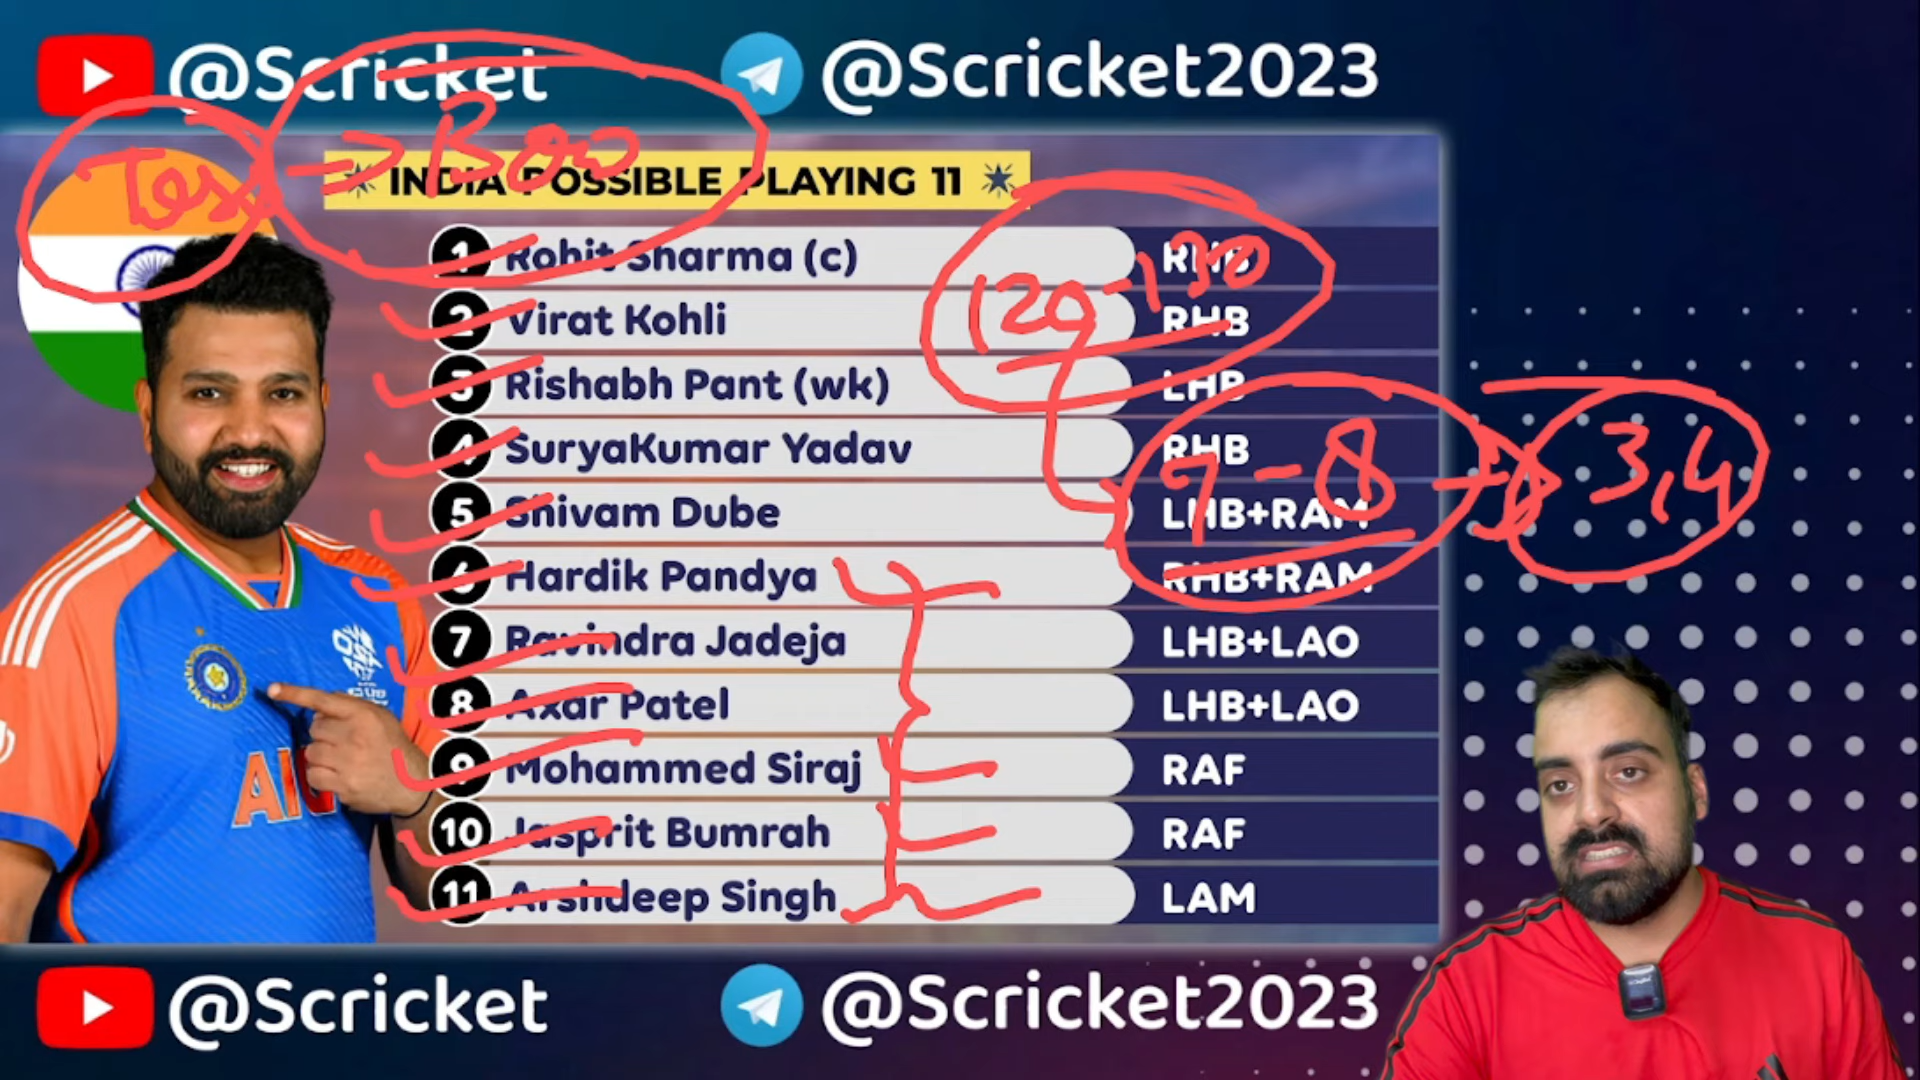 @Scricket @Scricket2023
INDIA POSSIBLE PLAYING 11
1 Rohit Sharma (c) RHB
2 Virat Kohli RHB
3 Rishabh Pant (wk) LHB
4 SuryaKumar Yadav RHB
5 Shivam Dube LHB+RAM
6 Hardik Pandya RHB+RAM
7 Ravindra Jadeja LHB+LAO
8 Axar Patel LHB+LAO
9 Mohammed Siraj RAF
10 Jasprit Bumrah RAF
11 Arshdeep Singh LAM
120-130
7-8
3,4
@Scricket @Scricket2023